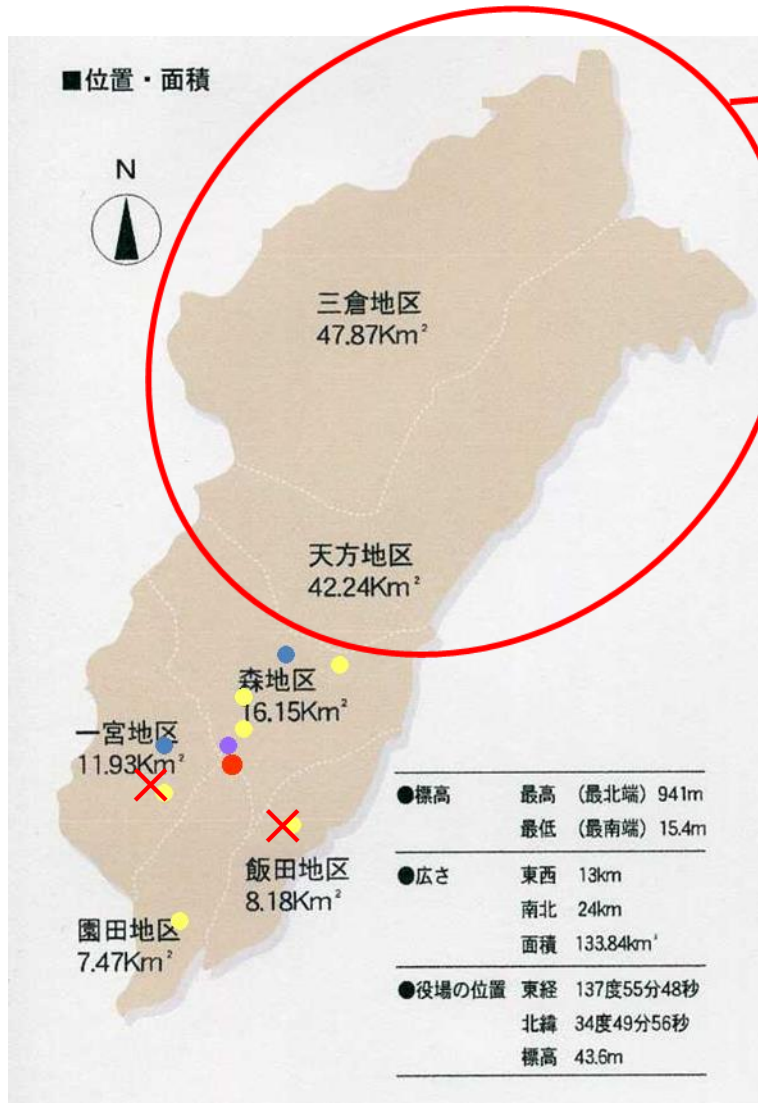 ■位置・面積
N
三倉地区
47.87Km²
天方地区
42.24Km²
森地区
16.15Km²
一宮地区
11.93Km²
飯田地区
8.18Km²
園田地区
7.47Km²
●標高 最高 (最北端) 941m
最低 (最南端) 15.4m
●広さ 東西 13km
南北 24km
面積 133.84km²
●役場の位置 東経 137度55分48秒
北緯 34度49分56秒
標高 43.6m